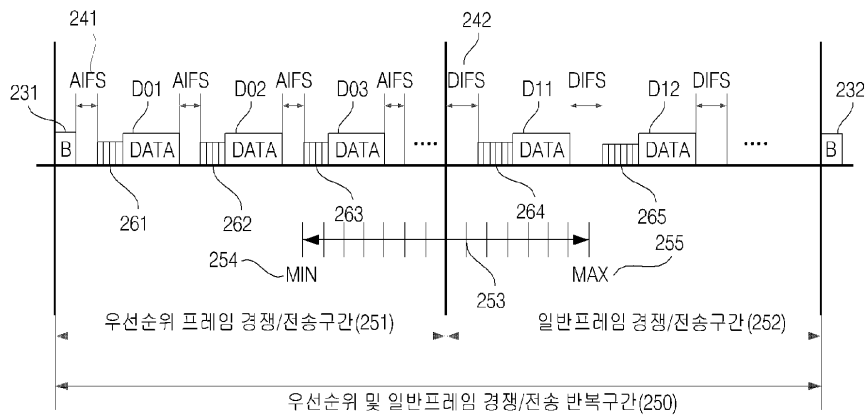 241
242
AIFS AIFS AIFS AIFS DIFS DIFS DIFS
231 D01 D02 D03 D11 D12 232
B DATA DATA DATA •••• DATA DATA •••• B
261 262 263 264 265
254 MIN 253 MAX 255
우선순위 프레임 경쟁/전송구간(251) 일반프레임 경쟁/전송구간(252)
우선순위 및 일반프레임 경쟁/전송 반복구간(250)